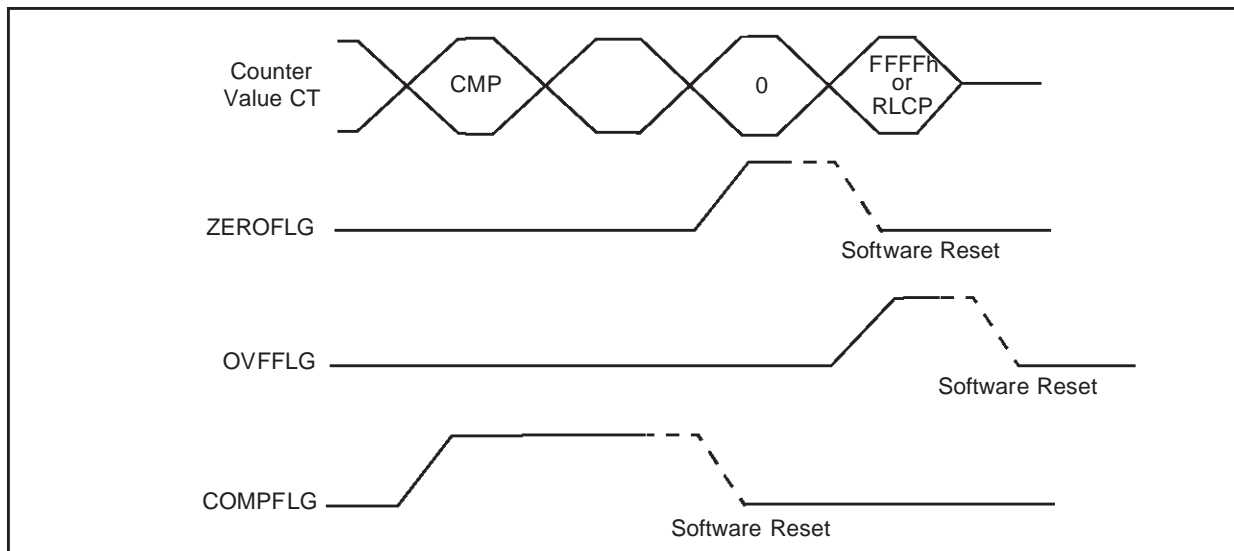 Counter
Value CT
CMP
0
FFFFh
or
RLCP
ZEROFLG
Software Reset
OVFFLG
Software Reset
COMPFLG
Software Reset